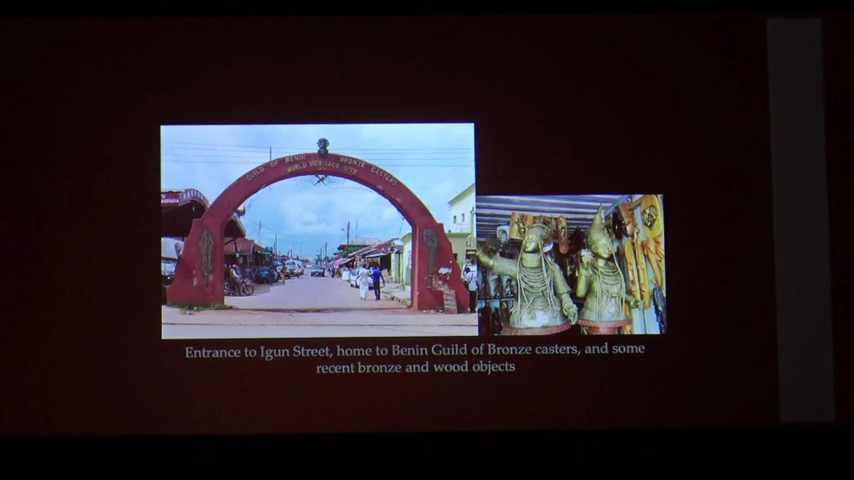 GUILD OF BENIN BRONZE CASTERS
WORLD HERITAGE SITE
Entrance to Igun Street, home to Benin Guild of Bronze casters, and some
recent bronze and wood objects